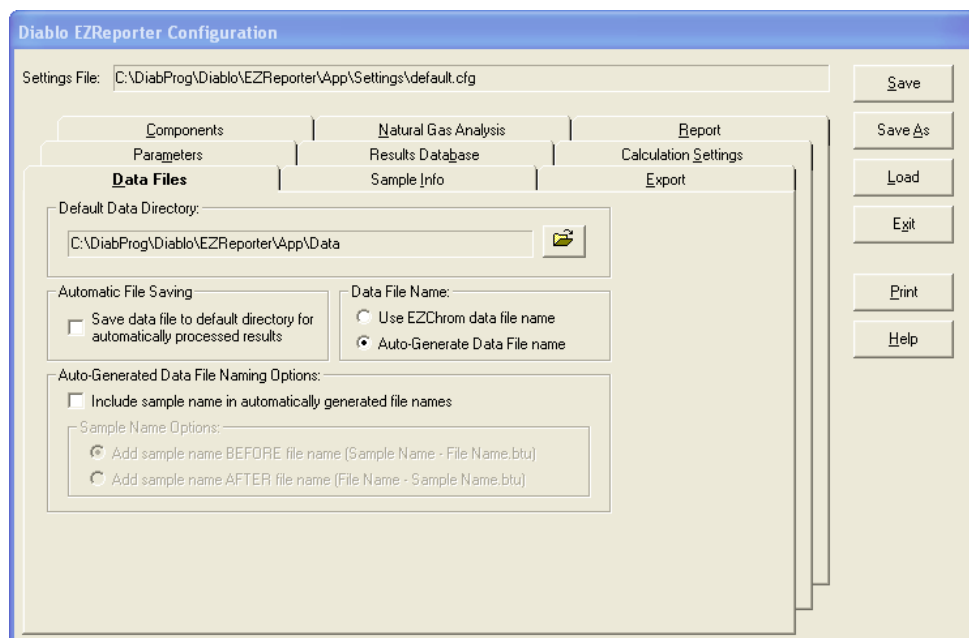 Diablo EZReporter Configuration
Settings File: C:\DiabProg\Diablo\EZReporter\App\Settings\default.cfg
Save
Save As
Load
Exit
Print
Help
Components
Natural Gas Analysis
Report
Parameters
Results Database
Calculation Settings
Data Files
Sample Info
Export
Default Data Directory:
C:\DiabProg\Diablo\EZReporter\App\Data
Automatic File Saving
Save data file to default directory for
automatically processed results
Data File Name:
Use EZChrom data file name
Auto-Generate Data File name
Auto-Generated Data File Naming Options:
Include sample name in automatically generated file names
Sample Name Options:
Add sample name BEFORE file name (Sample Name - File Name.btu)
Add sample name AFTER file name (File Name - Sample Name.btu)